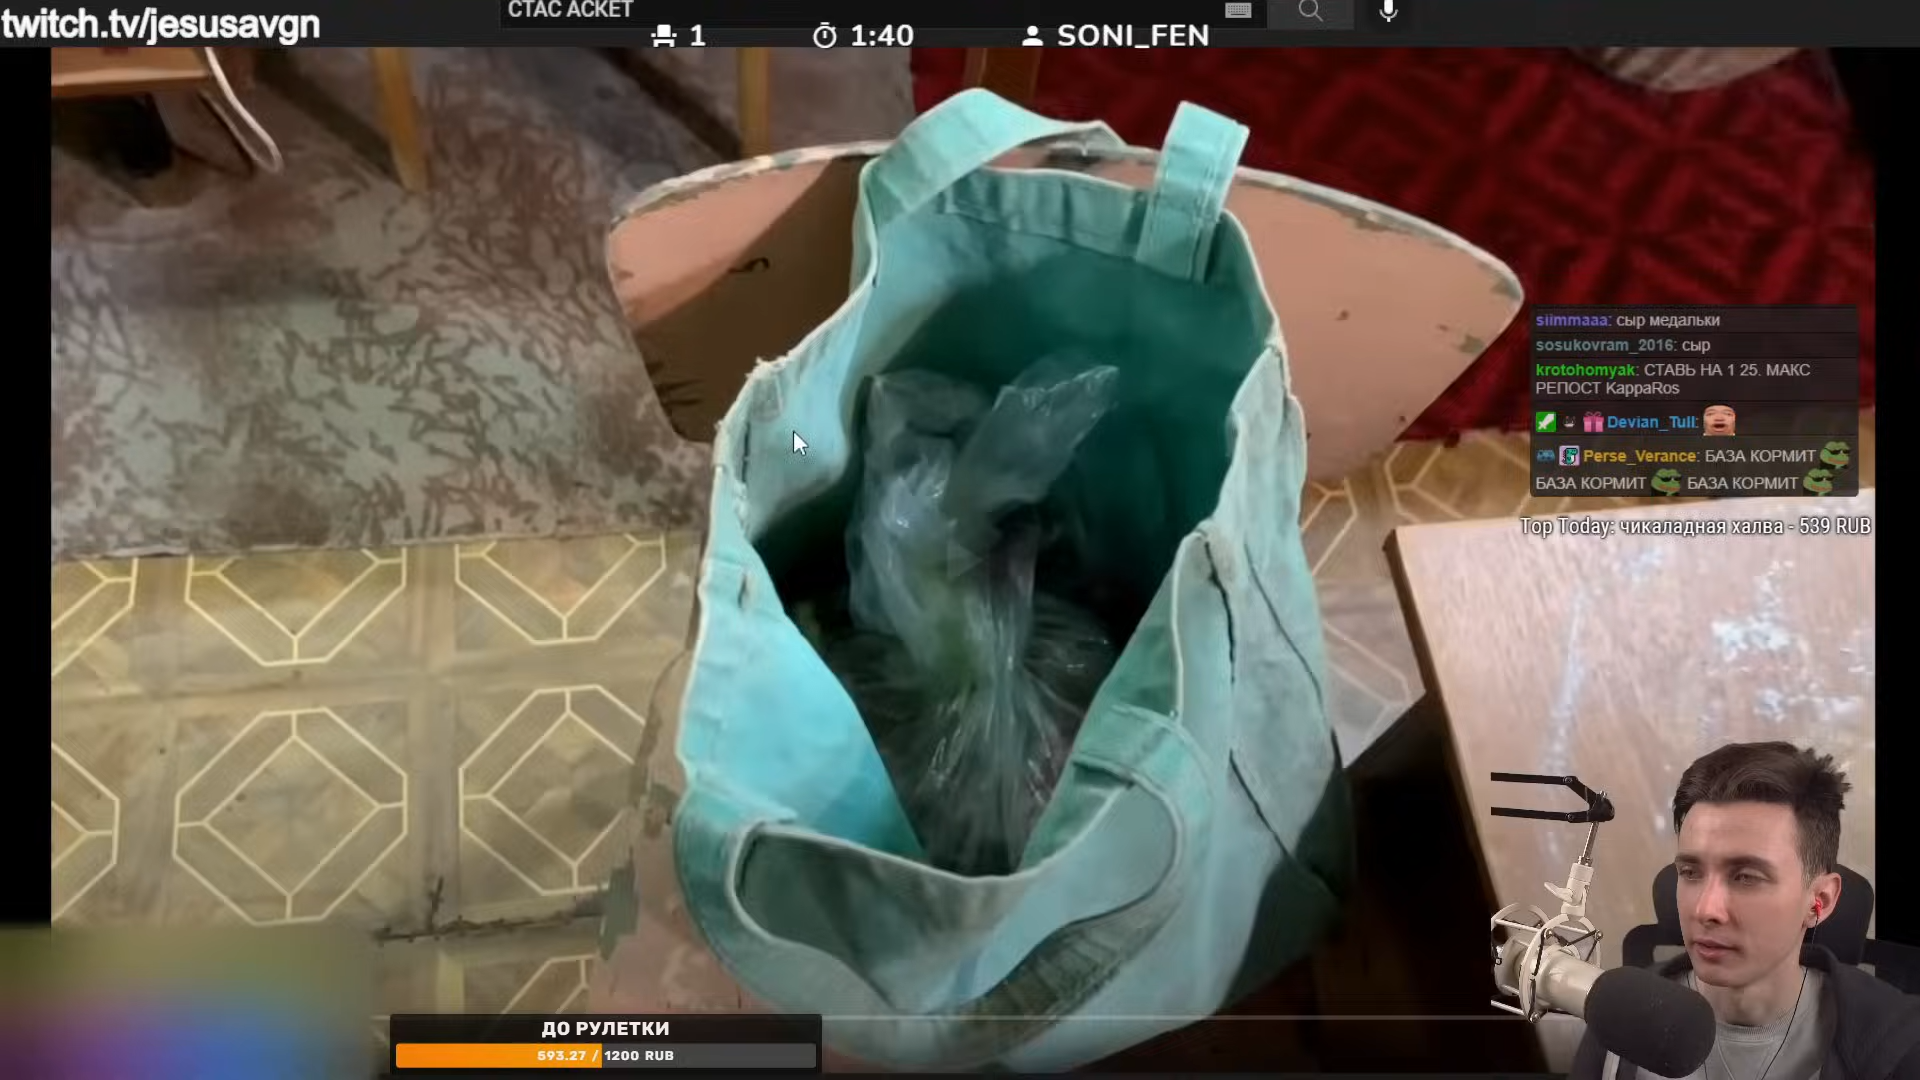 twitch.tv/jesusavgn
СТАС АСКЕТ
1
1:40
SONI_FEN
siimmaaa: сыр медальки
sosukovram_2016: сыр
krotohomyak: СТАВЬ НА 1 25. МАКС
РЕПОСТ KappaRos
Devian_Tull:
Perse_Verance: БАЗА КОРМИТ
БАЗА КОРМИТ БАЗА КОРМИТ
Top Today: чикаладная халва - 539 RUB
ДО РУЛЕТКИ
593.27 / 1200 RUB